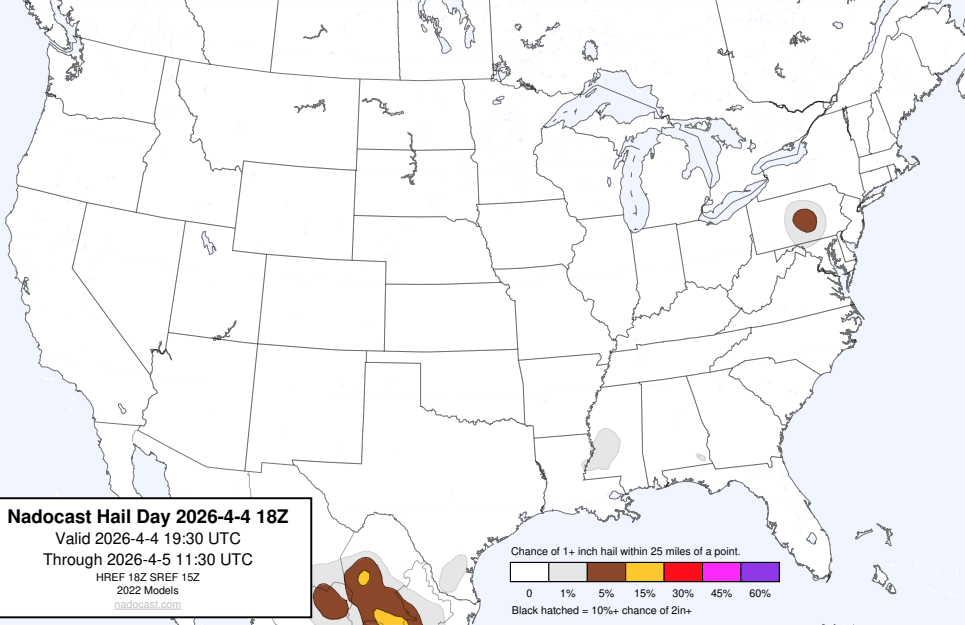 Nadocast Hail Day 2026-4-4 18Z
Valid 2026-4-4 19:30 UTC
Through 2026-4-5 11:30 UTC
HREF 18Z SREF 15Z
2022 Models
nadocast.com
Chance of 1+ inch hail within 25 miles of a point.
0 1% 5% 15% 30% 45% 60%
Black hatched = 10%+ chance of 2in+